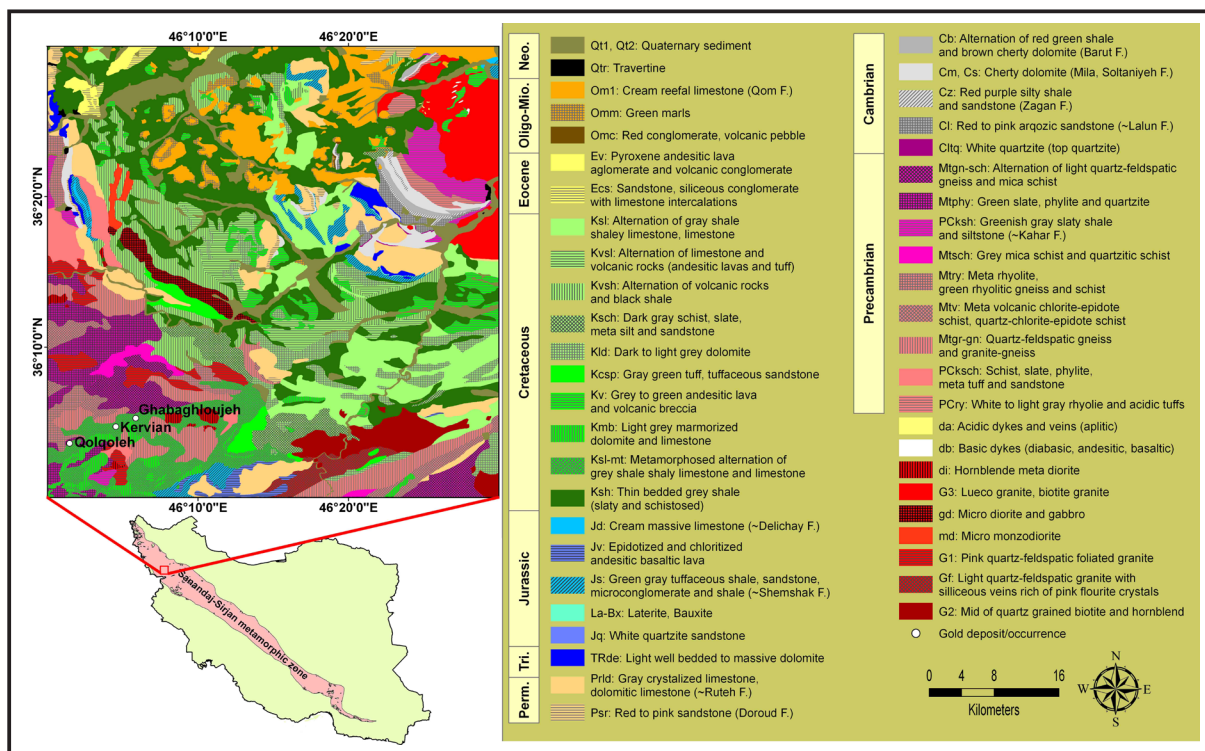 46°10'0"E
46°20'0"E
36°20'0"N
36°10'0"N
Ghabaghloujeh
Kervian
Qolqoleh
46°10'0"E
46°20'0"E
Sanandaj-Sirjan metamorphic zone
Neo.
Qt1, Qt2: Quaternary sediment
Qtr: Travertine
Oligo-Mio.
Om1: Cream reefal limestone (Qom F.)
Omm: Green marls
Omc: Red conglomerate, volcanic pebble
Eocene
Ev: Pyroxene andesitic lava
aglomerate and volcanic conglomerate
Ecs: Sandstone, siliceous conglomerate
with limestone intercalations
Cretaceous
Ksl: Alternation of gray shale
shaley limestone, limestone
Kvsl: Alternation of limestone and
volcanic rocks (andesitic lavas and tuff)
Kvsh: Alternation of volcanic rocks
and black shale
Ksch: Dark gray schist, slate,
meta silt and sandstone
Kld: Dark to light grey dolomite
Kcsp: Gray green tuff, tuffaceous sandstone
Kv: Grey to green andesitic lava
and volcanic breccia
Kmb: Light grey marmorized
dolomite and limestone
Ksl-mt: Metamorphosed alternation of
grey shale shaly limestone and limestone
Ksh: Thin bedded grey shale
(slaty and schistosed)
Jurassic
Jd: Cream massive limestone (~Delichay F.)
Jv: Epidotized and chloritized
andesitic basaltic lava
Js: Green gray tuffaceous shale, sandstone,
microconglomerate and shale (~Shemshak F.)
La-Bx: Laterite, Bauxite
Jq: White quartzite sandstone
Tri.
TRde: Light well bedded to massive dolomite
Perm.
Prld: Gray crystalized limestone,
dolomitic limestone (~Ruteh F.)
Psr: Red to pink sandstone (Doroud F.)
Cambrian
Cb: Alternation of red green shale
and brown cherty dolomite (Barut F.)
Cm, Cs: Cherty dolomite (Mila, Soltaniyeh F.)
Cz: Red purple silty shale
and sandstone (Zagan F.)
Cl: Red to pink arqozic sandstone (~Lalun F.)
Cltq: White quartzite (top quartzite)
Precambrian
Mtgn-sch: Alternation of light quartz-feldspatic
gneiss and mica schist
Mtphy: Green slate, phylite and quartzite
PCksh: Greenish gray slaty shale
and siltstone (~Kahar F.)
Mtsch: Grey mica schist and quartzitic schist
Mtry: Meta rhyolite,
green rhyolitic gneiss and schist
Mtv: Meta volcanic chlorite-epidote
schist, quartz-chlorite-epidote schist
Mtgr-gn: Quartz-feldspatic gneiss
and granite-gneiss
PCksch: Schist, slate, phylite,
meta tuff and sandstone
PCry: White to light gray rhyolie and acidic tuffs
da: Acidic dykes and veins (aplitic)
db: Basic dykes (diabasic, andesitic, basaltic)
di: Hornblende meta diorite
G3: Lueco granite, biotite granite
gd: Micro diorite and gabbro
md: Micro monzodiorite
G1: Pink quartz-feldspatic foliated granite
Gf: Light quartz-feldspatic granite with
silliceous veins rich of pink flourite crystals
G2: Mid of quartz grained biotite and hornblend
Gold deposit/occurrence
0 4 8 16
Kilometers
N
W E
S